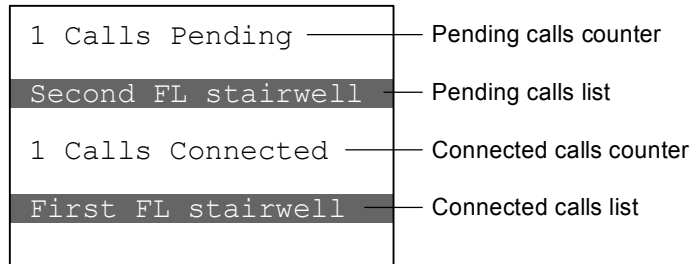 1 Calls Pending
Pending calls counter
Second FL stairwell
Pending calls list
1 Calls Connected
Connected calls counter
First FL stairwell
Connected calls list